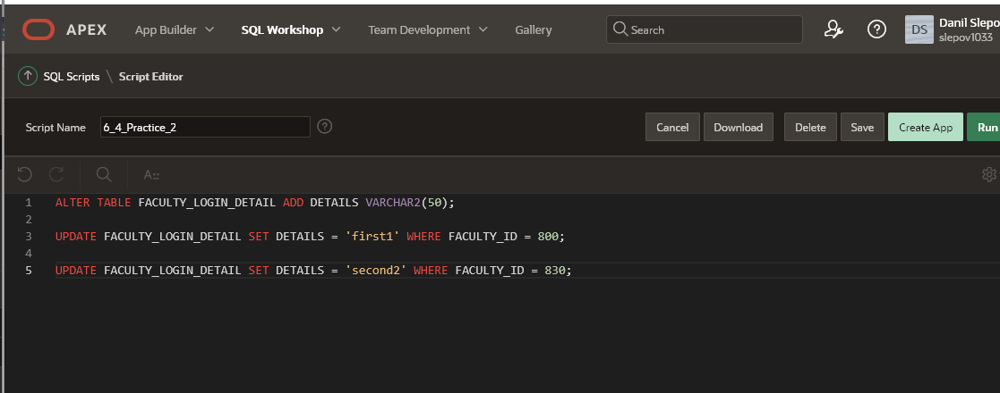 APEX App Builder SQL Workshop Team Development Gallery Search DS Danil Slepo
slepov1033
SQL Scripts \ Script Editor
Script Name 6_4_Practice_2 Cancel Download Delete Save Create App Run
A::
1 ALTER TABLE FACULTY_LOGIN_DETAIL ADD DETAILS VARCHAR2(50);
2
3 UPDATE FACULTY_LOGIN_DETAIL SET DETAILS = 'first1' WHERE FACULTY_ID = 800;
4
5 UPDATE FACULTY_LOGIN_DETAIL SET DETAILS = 'second2' WHERE FACULTY_ID = 830;